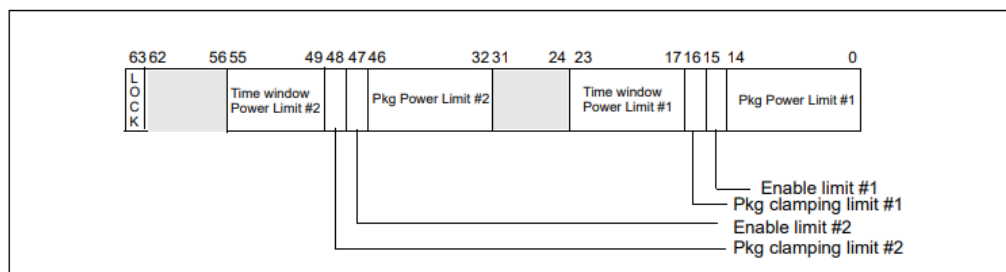 63 62 56 55 49 48 47 46 32 31 24 23 17 16 15 14 0
L
O
C
K
Time window
Power Limit #2
Pkg Power Limit #2
Time window
Power Limit #1
Pkg Power Limit #1
Enable limit #1
Pkg clamping limit #1
Enable limit #2
Pkg clamping limit #2